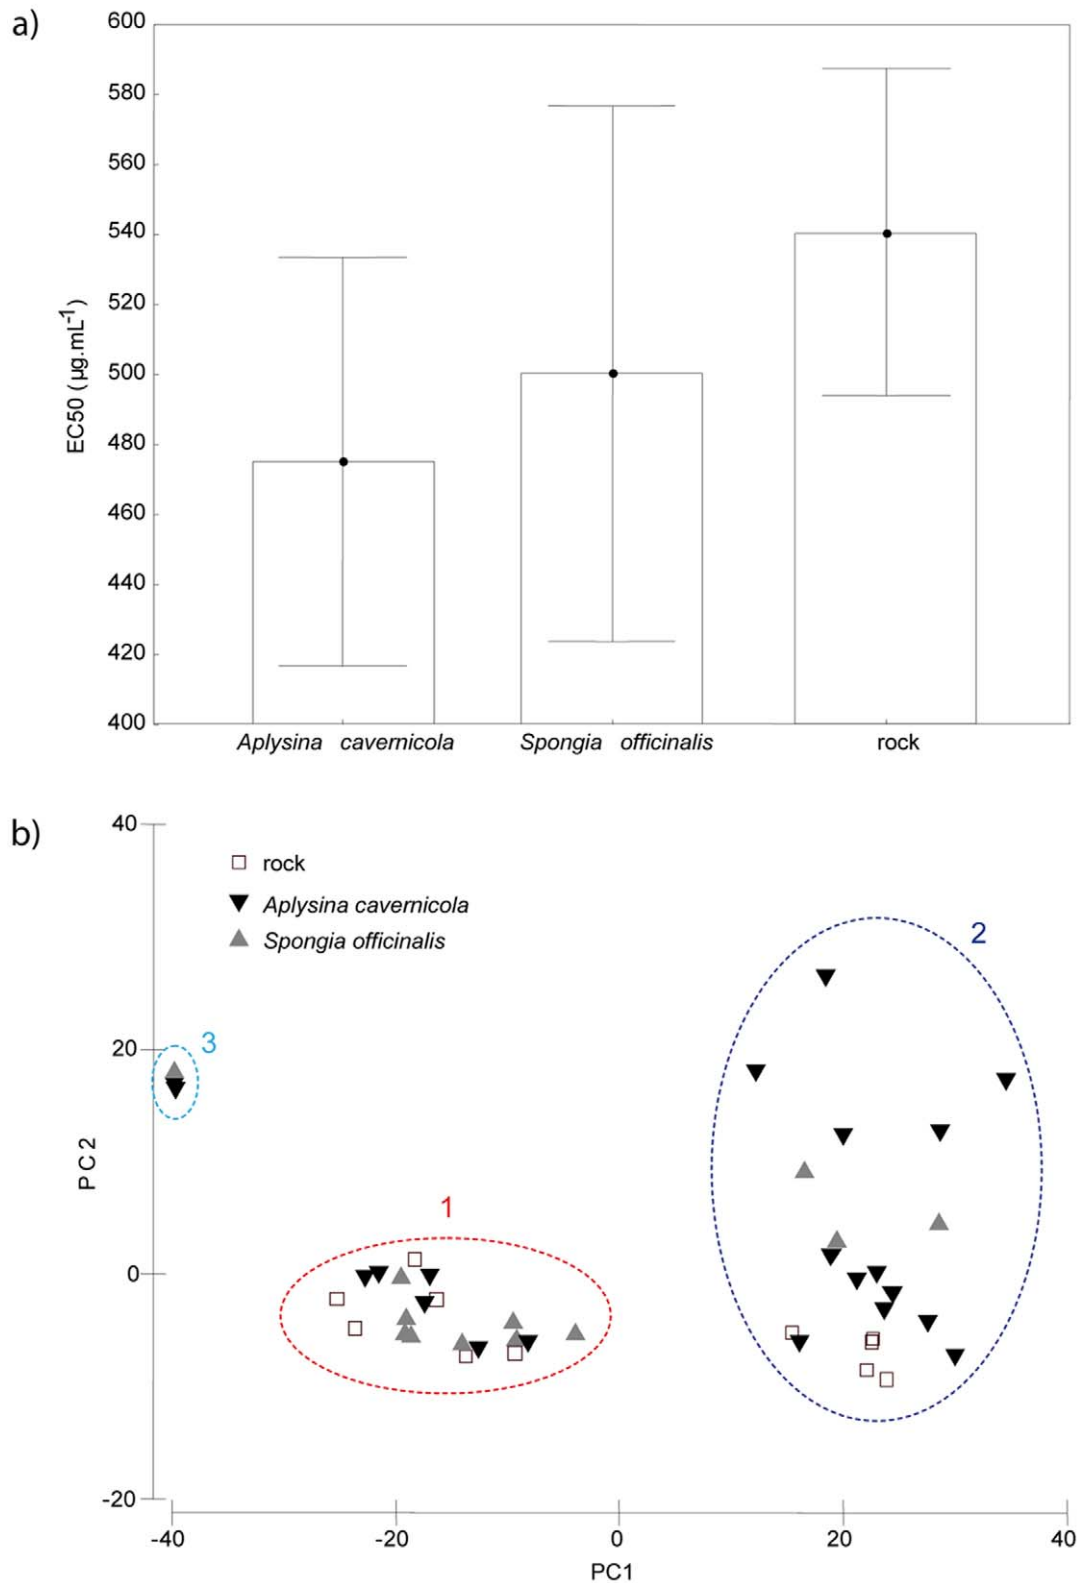 a)
600
580
560
540
520
500
480
460
440
420
400
EC50 (µg.mL-1)
Aplysina cavernicola Spongia officinalis rock
b)
40
20
0
-20
PC2
rock
Aplysina cavernicola
Spongia officinalis
2
3
1
-40 -20 0 20 40
PC1